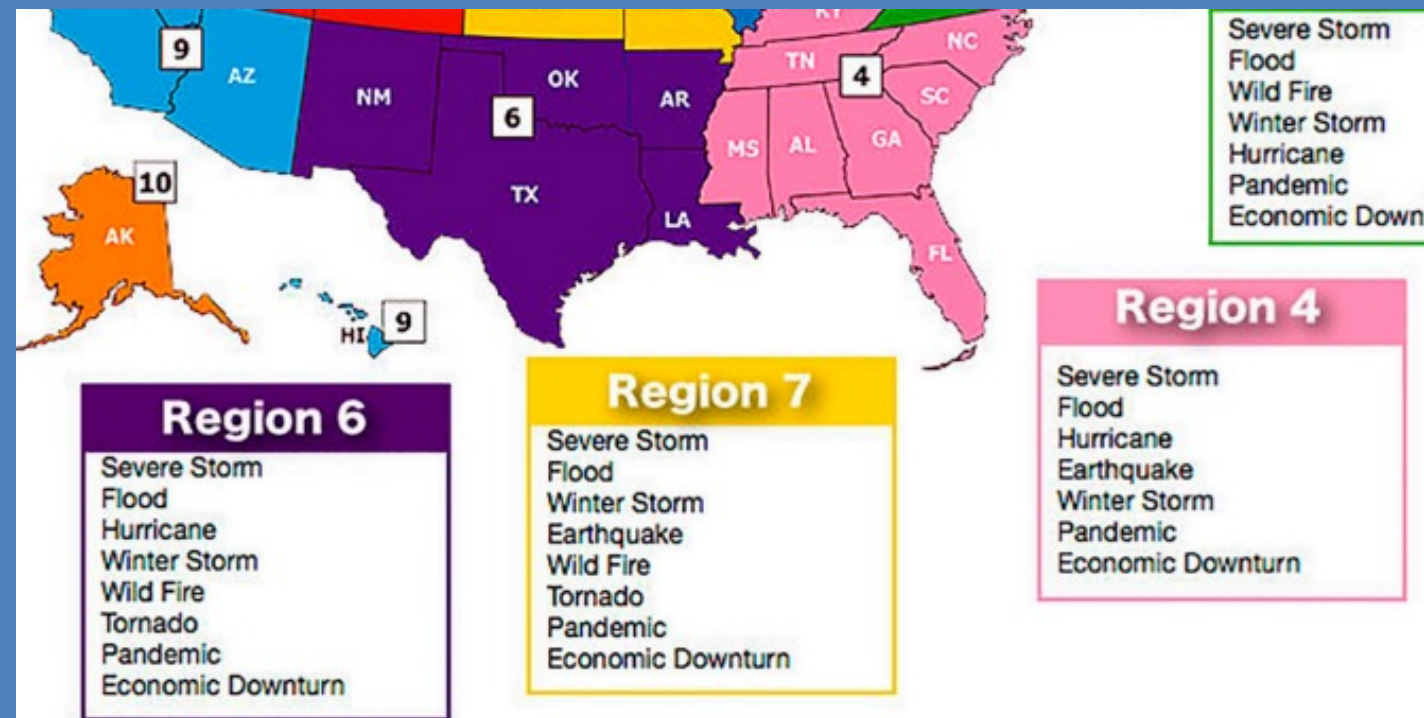 KY
NC
9
AZ
TN
4
OK
NM
AR
SC
6
MS
AL
GA
10
TX
LA
AK
FL
HI
9
Severe Storm
Flood
Wild Fire
Winter Storm
Hurricane
Pandemic
Economic Down
Region 4
Severe Storm
Flood
Hurricane
Earthquake
Winter Storm
Pandemic
Economic Downturn
Region 7
Severe Storm
Flood
Winter Storm
Earthquake
Wild Fire
Tornado
Pandemic
Economic Downturn
Region 6
Severe Storm
Flood
Hurricane
Winter Storm
Wild Fire
Tornado
Pandemic
Economic Downturn